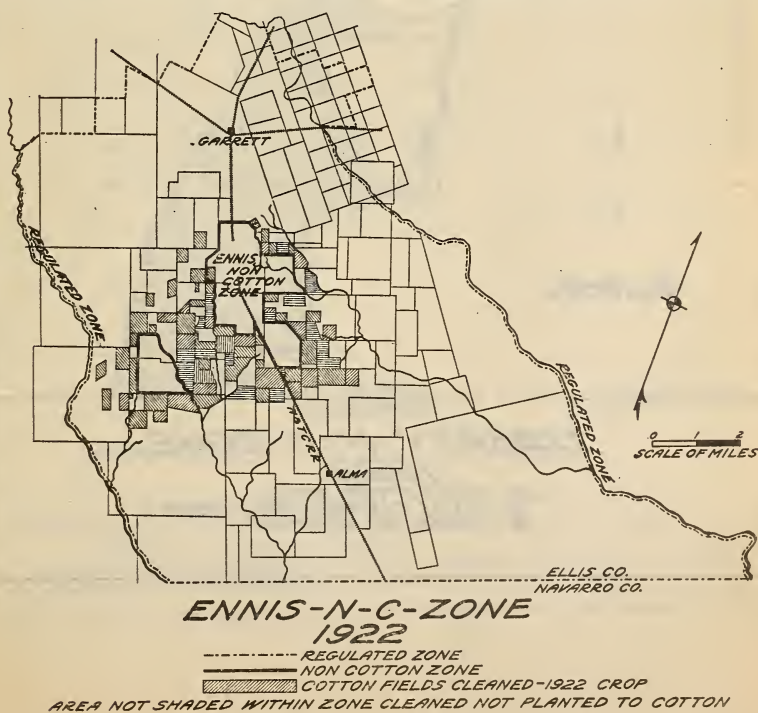 .GARRETT
REGULATED ZONE
ENNIS
NON
COTTON
ZONE
REGULATED ZONE
0 1 2
SCALE OF MILES
ALMA
ELLIS CO.
NAVARRO CO.
ENNIS-N-C-ZONE
1922
REGULATED ZONE
NON COTTON ZONE
COTTON FIELDS CLEANED-1922 CROP
AREA NOT SHADED WITHIN ZONE CLEANED NOT PLANTED TO COTTON